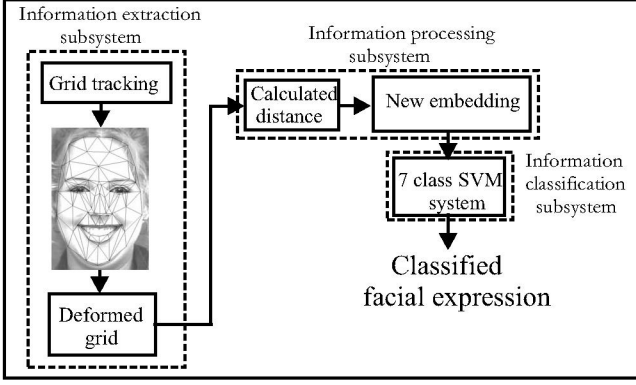 Information extraction
subsystem
Grid tracking
Deformed
grid
Information processing
subsystem
Calculated
distance
New embedding
7 class SVM
system
Information
classification
subsystem
Classified
facial expression